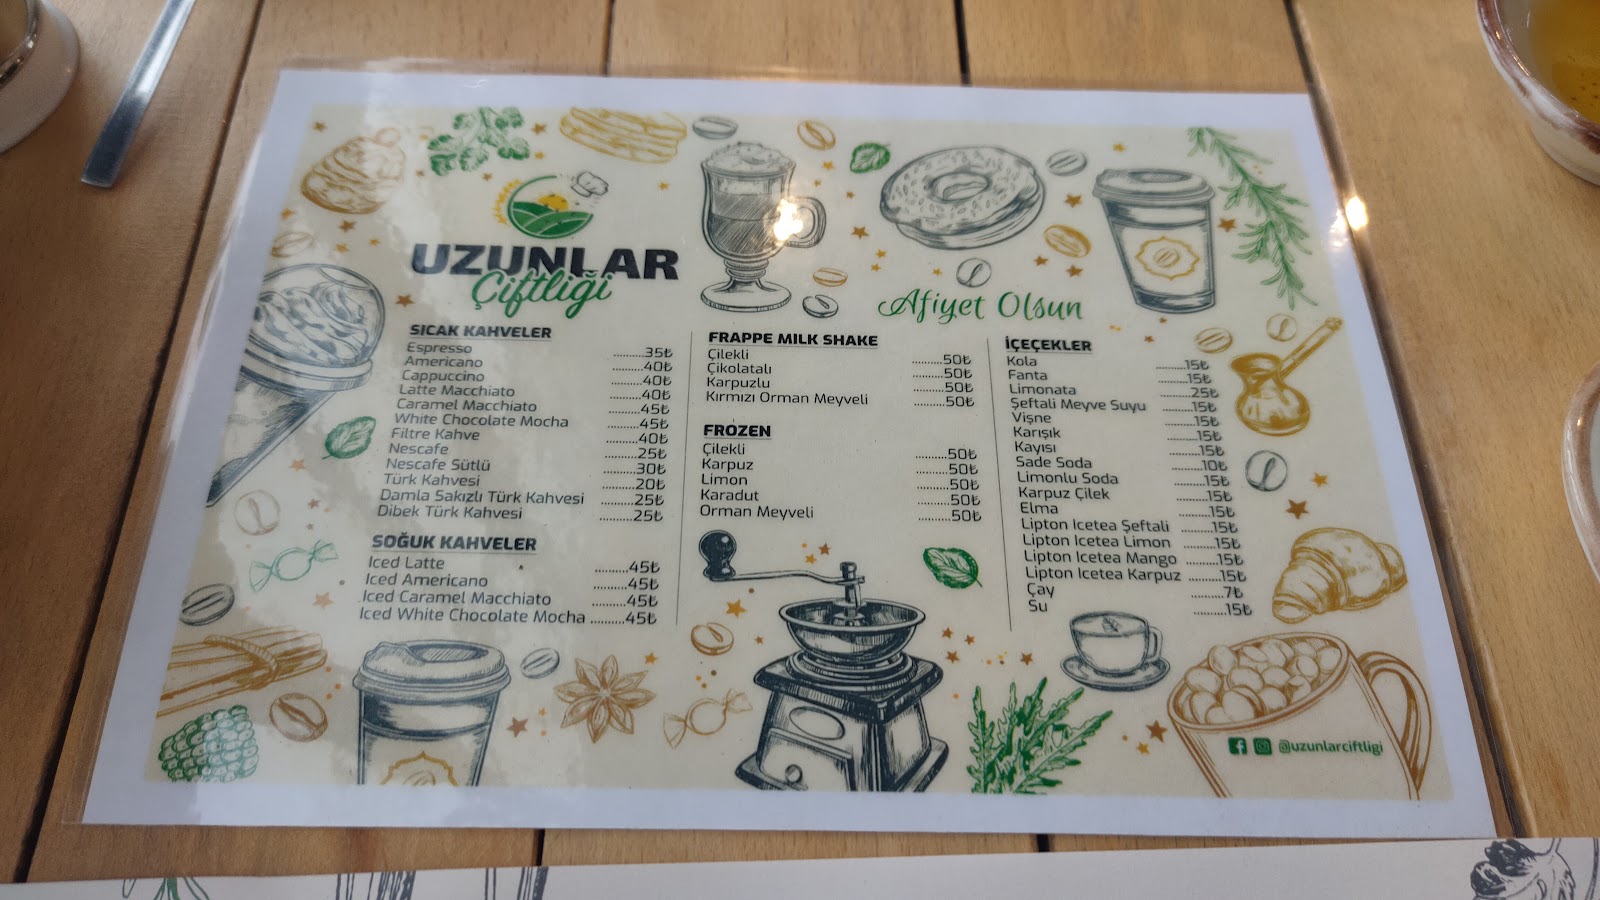 UZUNLAR
Çiftliği
Afiyet Olsun
SICAK KAHVELER
Espresso ..........35₺
Americano .........40₺
Cappuccino .........40₺
Latte Macchiato .........40₺
Caramel Macchiato .........45₺
White Chocolate Mocha .........45₺
Filtre Kahve .........40₺
Nescafe .........25₺
Nescafe Sütlü .........30₺
Türk Kahvesi .........20₺
Damla Sakızlı Türk Kahvesi .........25₺
Dibek Türk Kahvesi .........25₺
SOĞUK KAHVELER
Iced Latte .........45₺
Iced Americano .........45₺
Iced Caramel Macchiato .........45₺
Iced White Chocolate Mocha .........45₺
FRAPPE MILK SHAKE
Çilekli .........50₺
Çikolatalı .........50₺
Karpuzlu .........50₺
Kırmızı Orman Meyveli .........50₺
FROZEN
Çilekli .........50₺
Karpuz .........50₺
Limon .........50₺
Karadut .........50₺
Orman Meyveli .........50₺
İÇEÇEKLER
Kola .........15₺
Fanta .........15₺
Limonata .........25₺
Şeftali Meyve Suyu .........15₺
Vişne .........15₺
Karışık .........15₺
Kayısı .........15₺
Sade Soda .........10₺
Limonlu Soda .........15₺
Karpuz Çilek .........15₺
Elma .........15₺
Lipton Icetea Şeftali .........15₺
Lipton Icetea Limon .........15₺
Lipton Icetea Mango .........15₺
Lipton Icetea Karpuz .........15₺
Çay .........7₺
Su .........15₺
@uzunlarciftligi